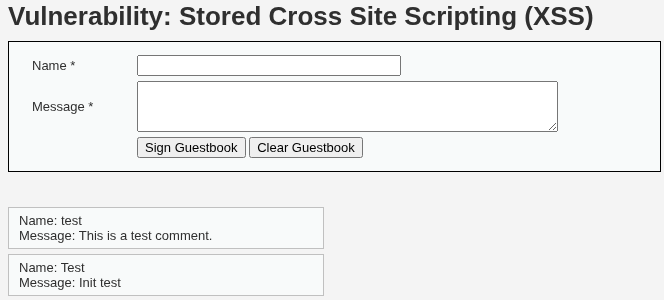 Vulnerability: Stored Cross Site Scripting (XSS)
Name *
Message *
Sign Guestbook Clear Guestbook
Name: test
Message: This is a test comment.
Name: Test
Message: Init test